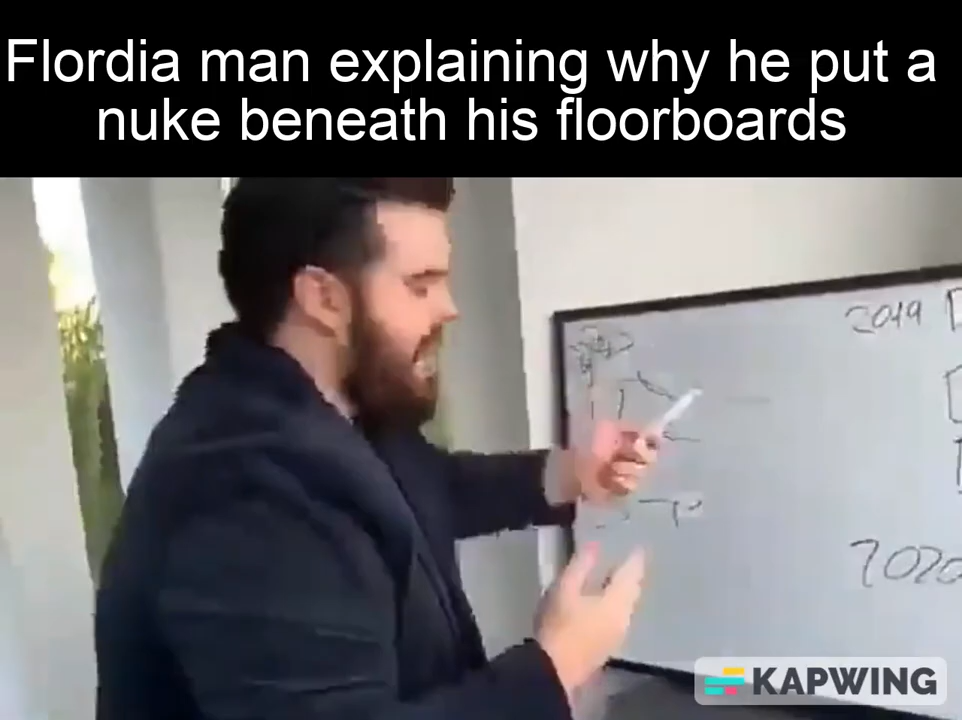 Flordia man explaining why he put a
nuke beneath his floorboards
2019
2020
KAPWING